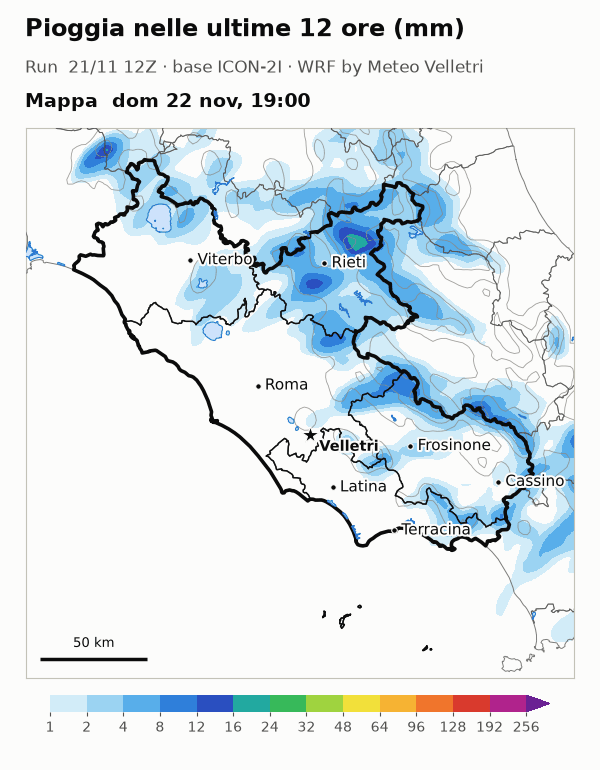 Pioggia nelle ultime 12 ore (mm)
Run 21/11 12Z · base ICON-2I · WRF by Meteo Velletri
Mappa dom 22 nov, 19:00
Viterbo
Rieti
Roma
Velletri
Frosinone
Latina
Cassino
Terracina
50 km
1 2 4 8 12 16 24 32 48 64 96 128 192 256